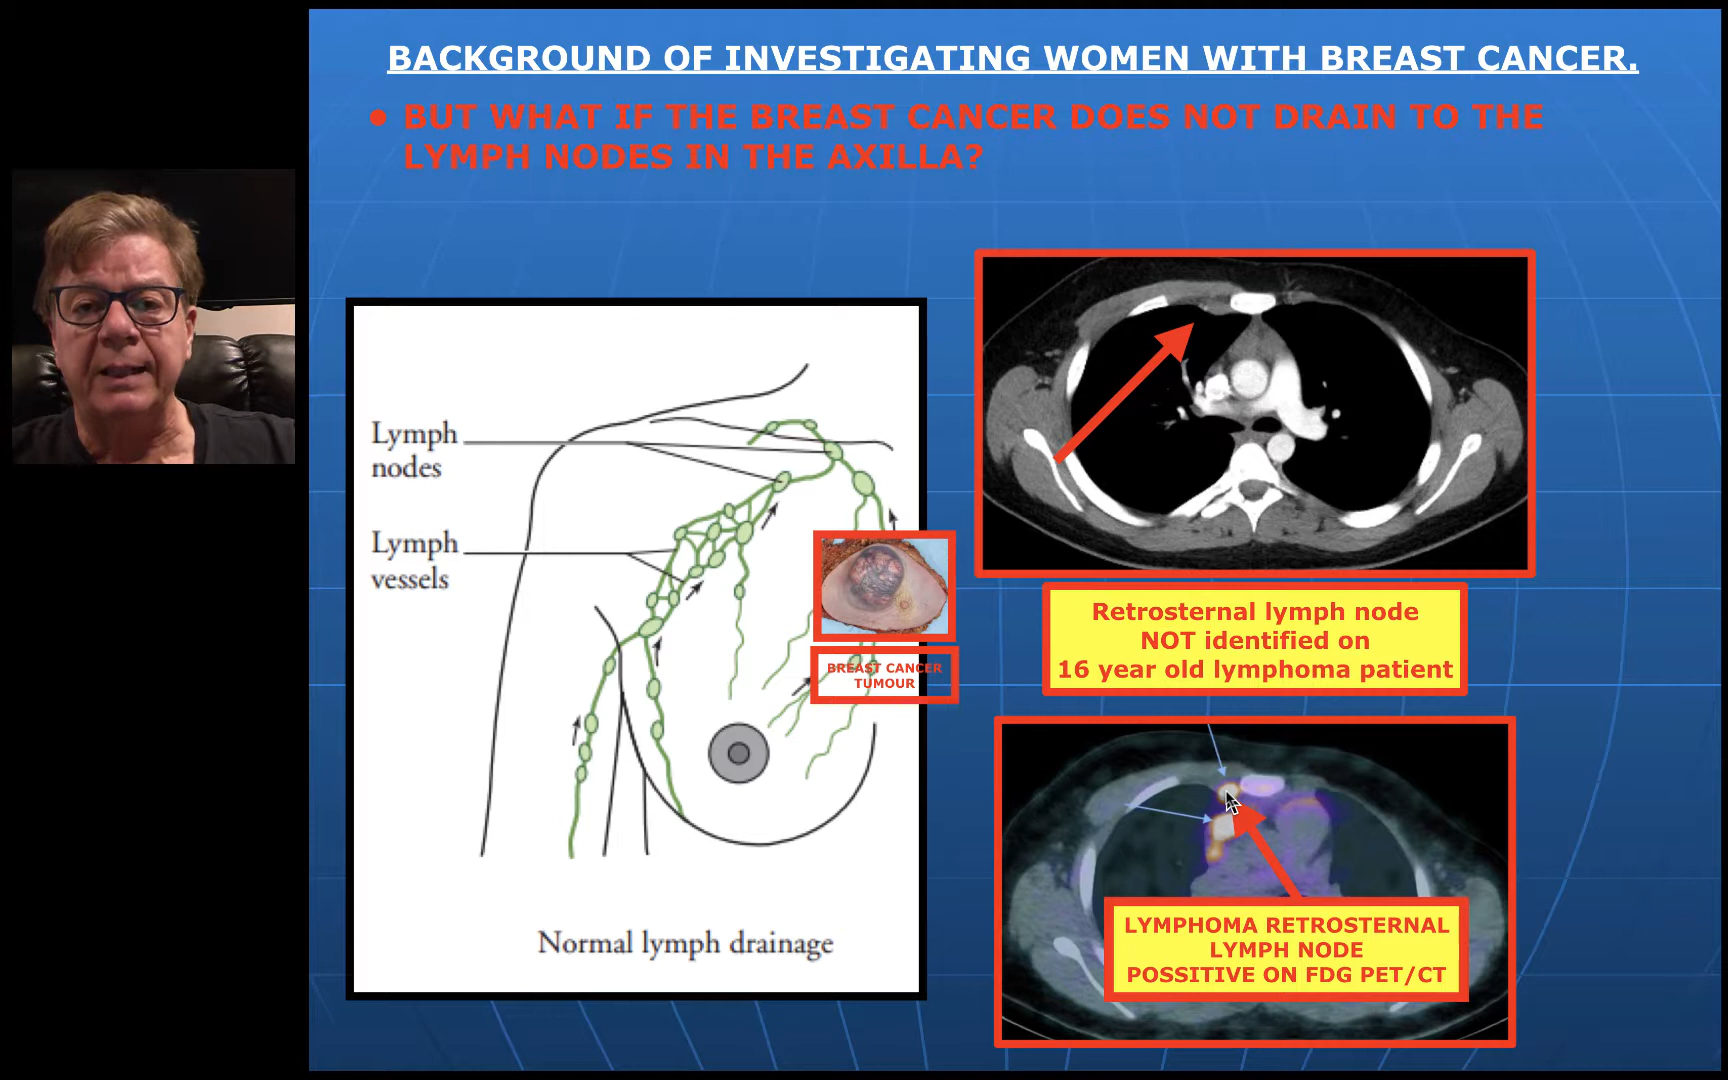 BACKGROUND OF INVESTIGATING WOMEN WITH BREAST CANCER.
• BUT WHAT IF THE BREAST CANCER DOES NOT DRAIN TO THE
LYMPH NODES IN THE AXILLA?
Lymph
nodes
Lymph
vessels
BREAST CANCER
TUMOUR
Normal lymph drainage
Retrosternal lymph node
NOT identified on
16 year old lymphoma patient
LYMPHOMA RETROSTERNAL
LYMPH NODE
POSSITIVE ON FDG PET/CT